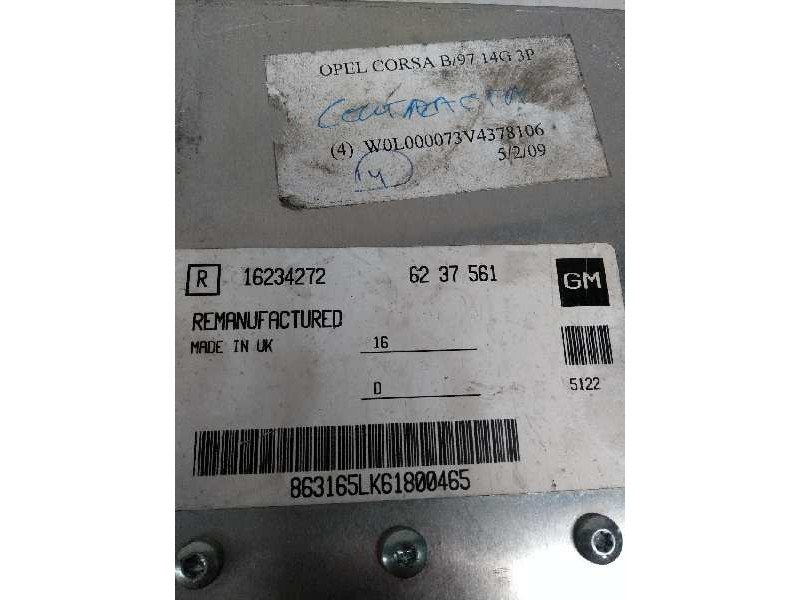 OPEL CORSA B/97 14G 3P
(4) W0L000073V4378106
4 5/2/09
R 16234272 62 37 561 GM
REMANUFACTURED
MADE IN UK 16
D
5122
863165LK61800465